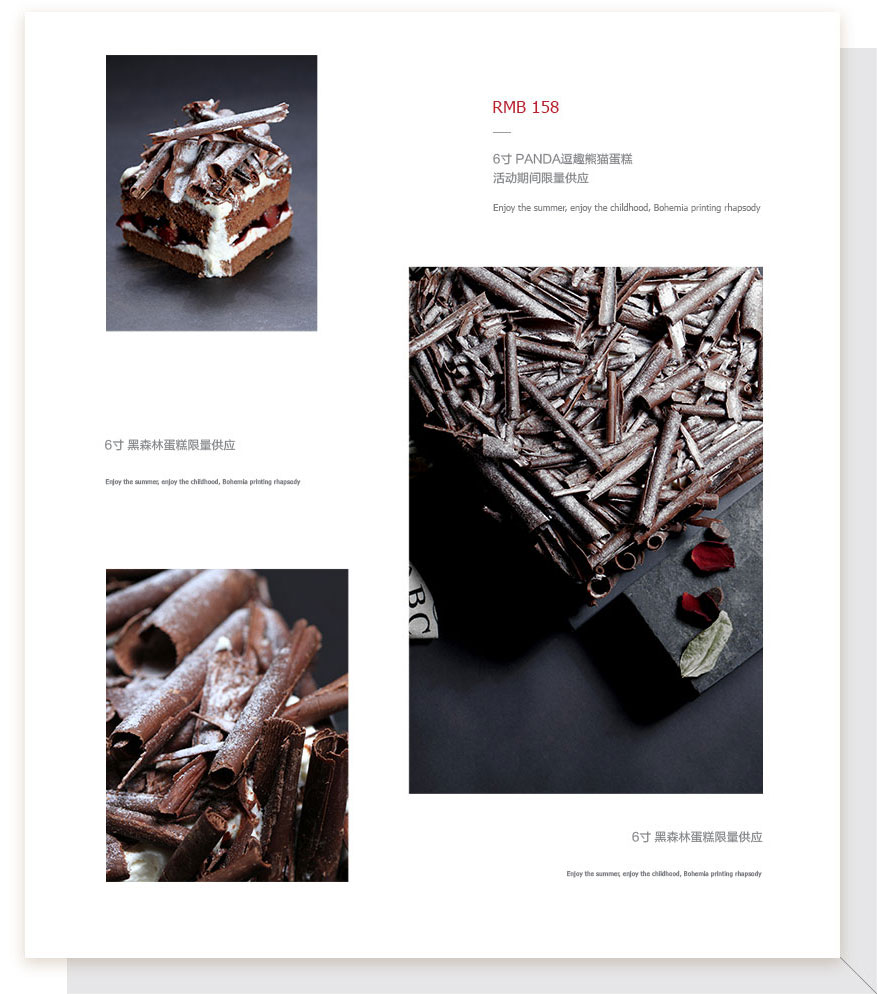 RMB 158
6寸 PANDA逗趣熊猫蛋糕
活动期间限量供应
Enjoy the summer, enjoy the childhood, Bohemia printing rhapsody
6寸 黑森林蛋糕限量供应
Enjoy the summer, enjoy the childhood, Bohemia printing rhapsody
BC
6寸 黑森林蛋糕限量供应
Enjoy the summer, enjoy the childhood, Bohemia printing rhapsody